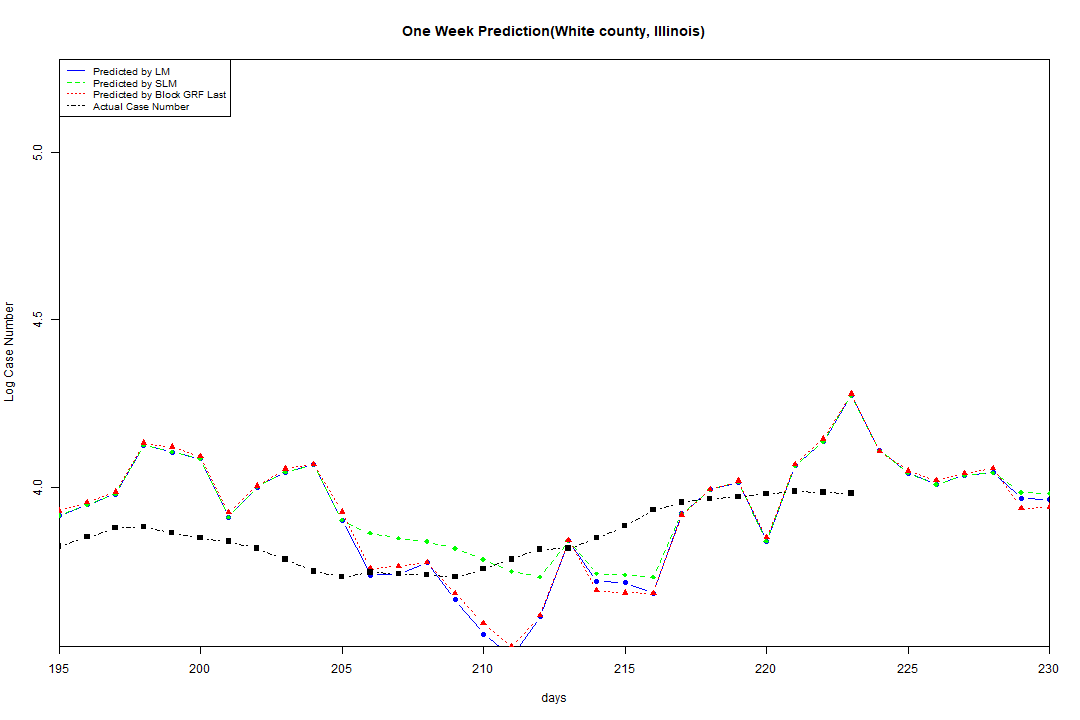 One Week Prediction(White county, Illinois)
Predicted by LM
Predicted by SLM
Predicted by Block GRF Last
Actual Case Number
5.0
4.5
4.0
Log Case Number
195 200 205 210 215 220 225 230
days